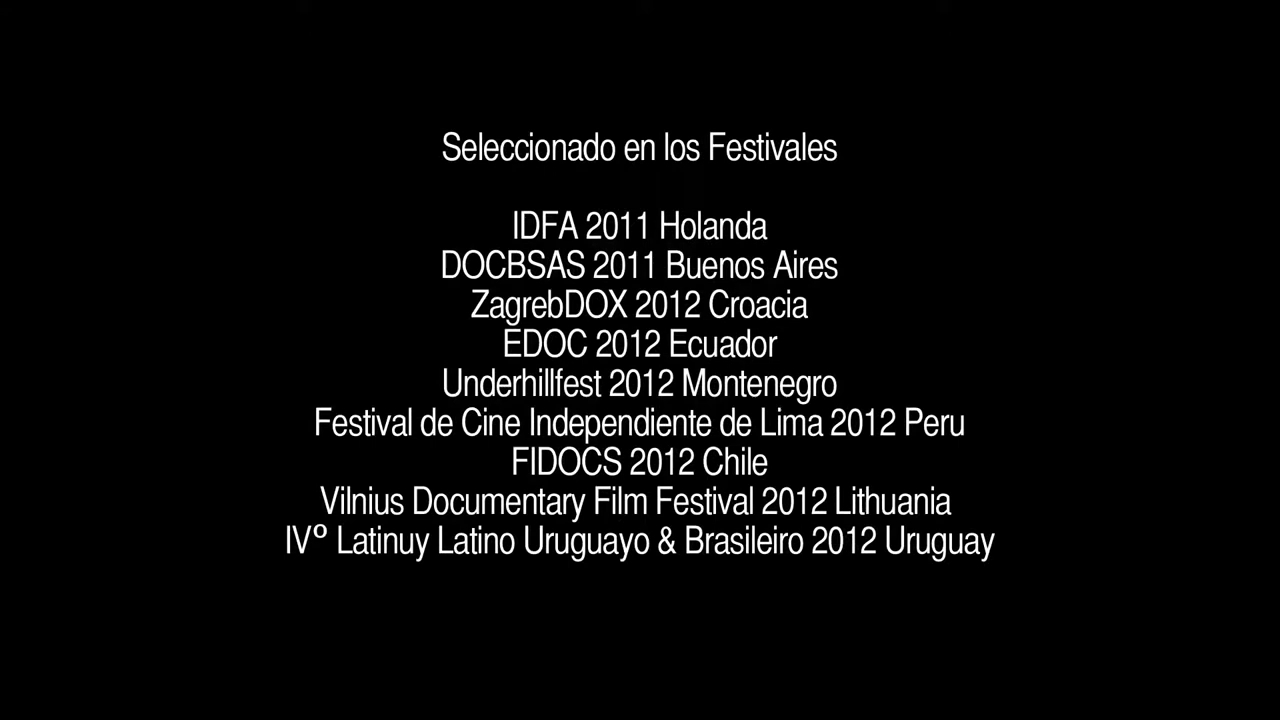 Seleccionado en los Festivales
IDFA 2011 Holanda
DOCBSAS 2011 Buenos Aires
ZagrebDOX 2012 Croacia
EDOC 2012 Ecuador
Underhillfest 2012 Montenegro
Festival de Cine Independiente de Lima 2012 Peru
FIDOCS 2012 Chile
Vilnius Documentary Film Festival 2012 Lithuania
IVº Latinuy Latino Uruguayo & Brasileiro 2012 Uruguay